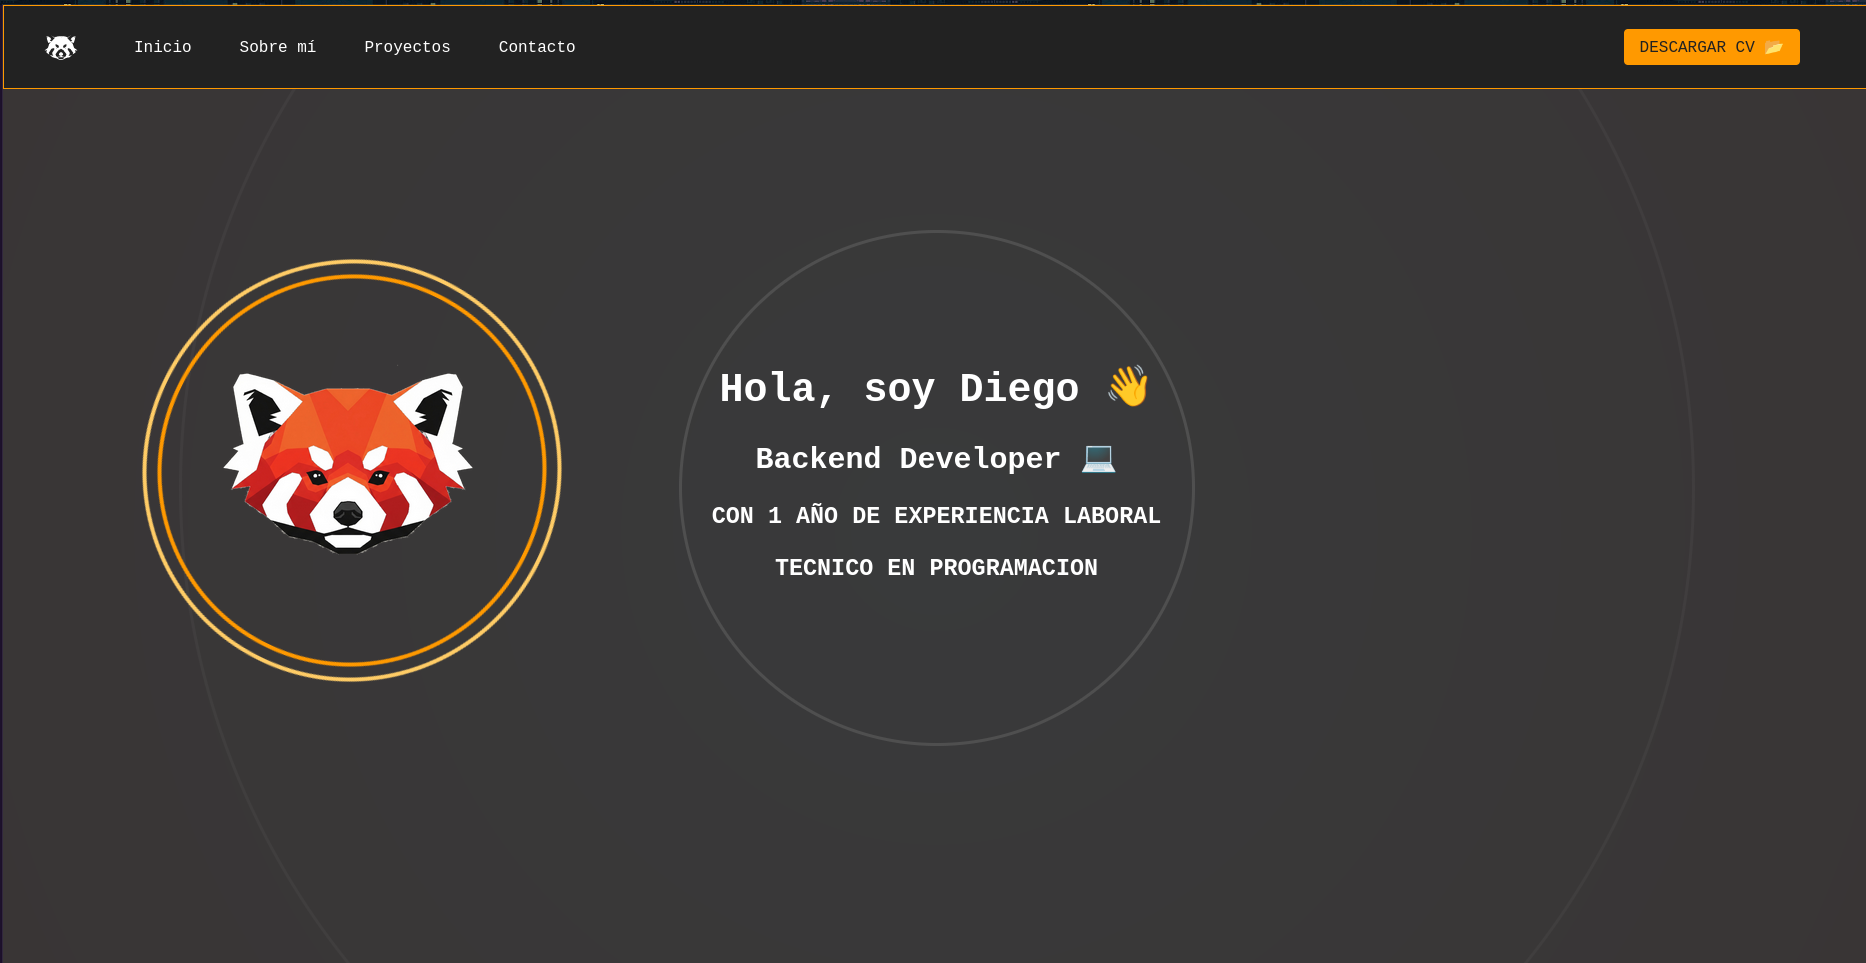 Inicio
Sobre mí
Proyectos
Contacto
DESCARGAR CV 📂
Hola, soy Diego 👋
Backend Developer 💻
CON 1 AÑO DE EXPERIENCIA LABORAL
TECNICO EN PROGRAMACION